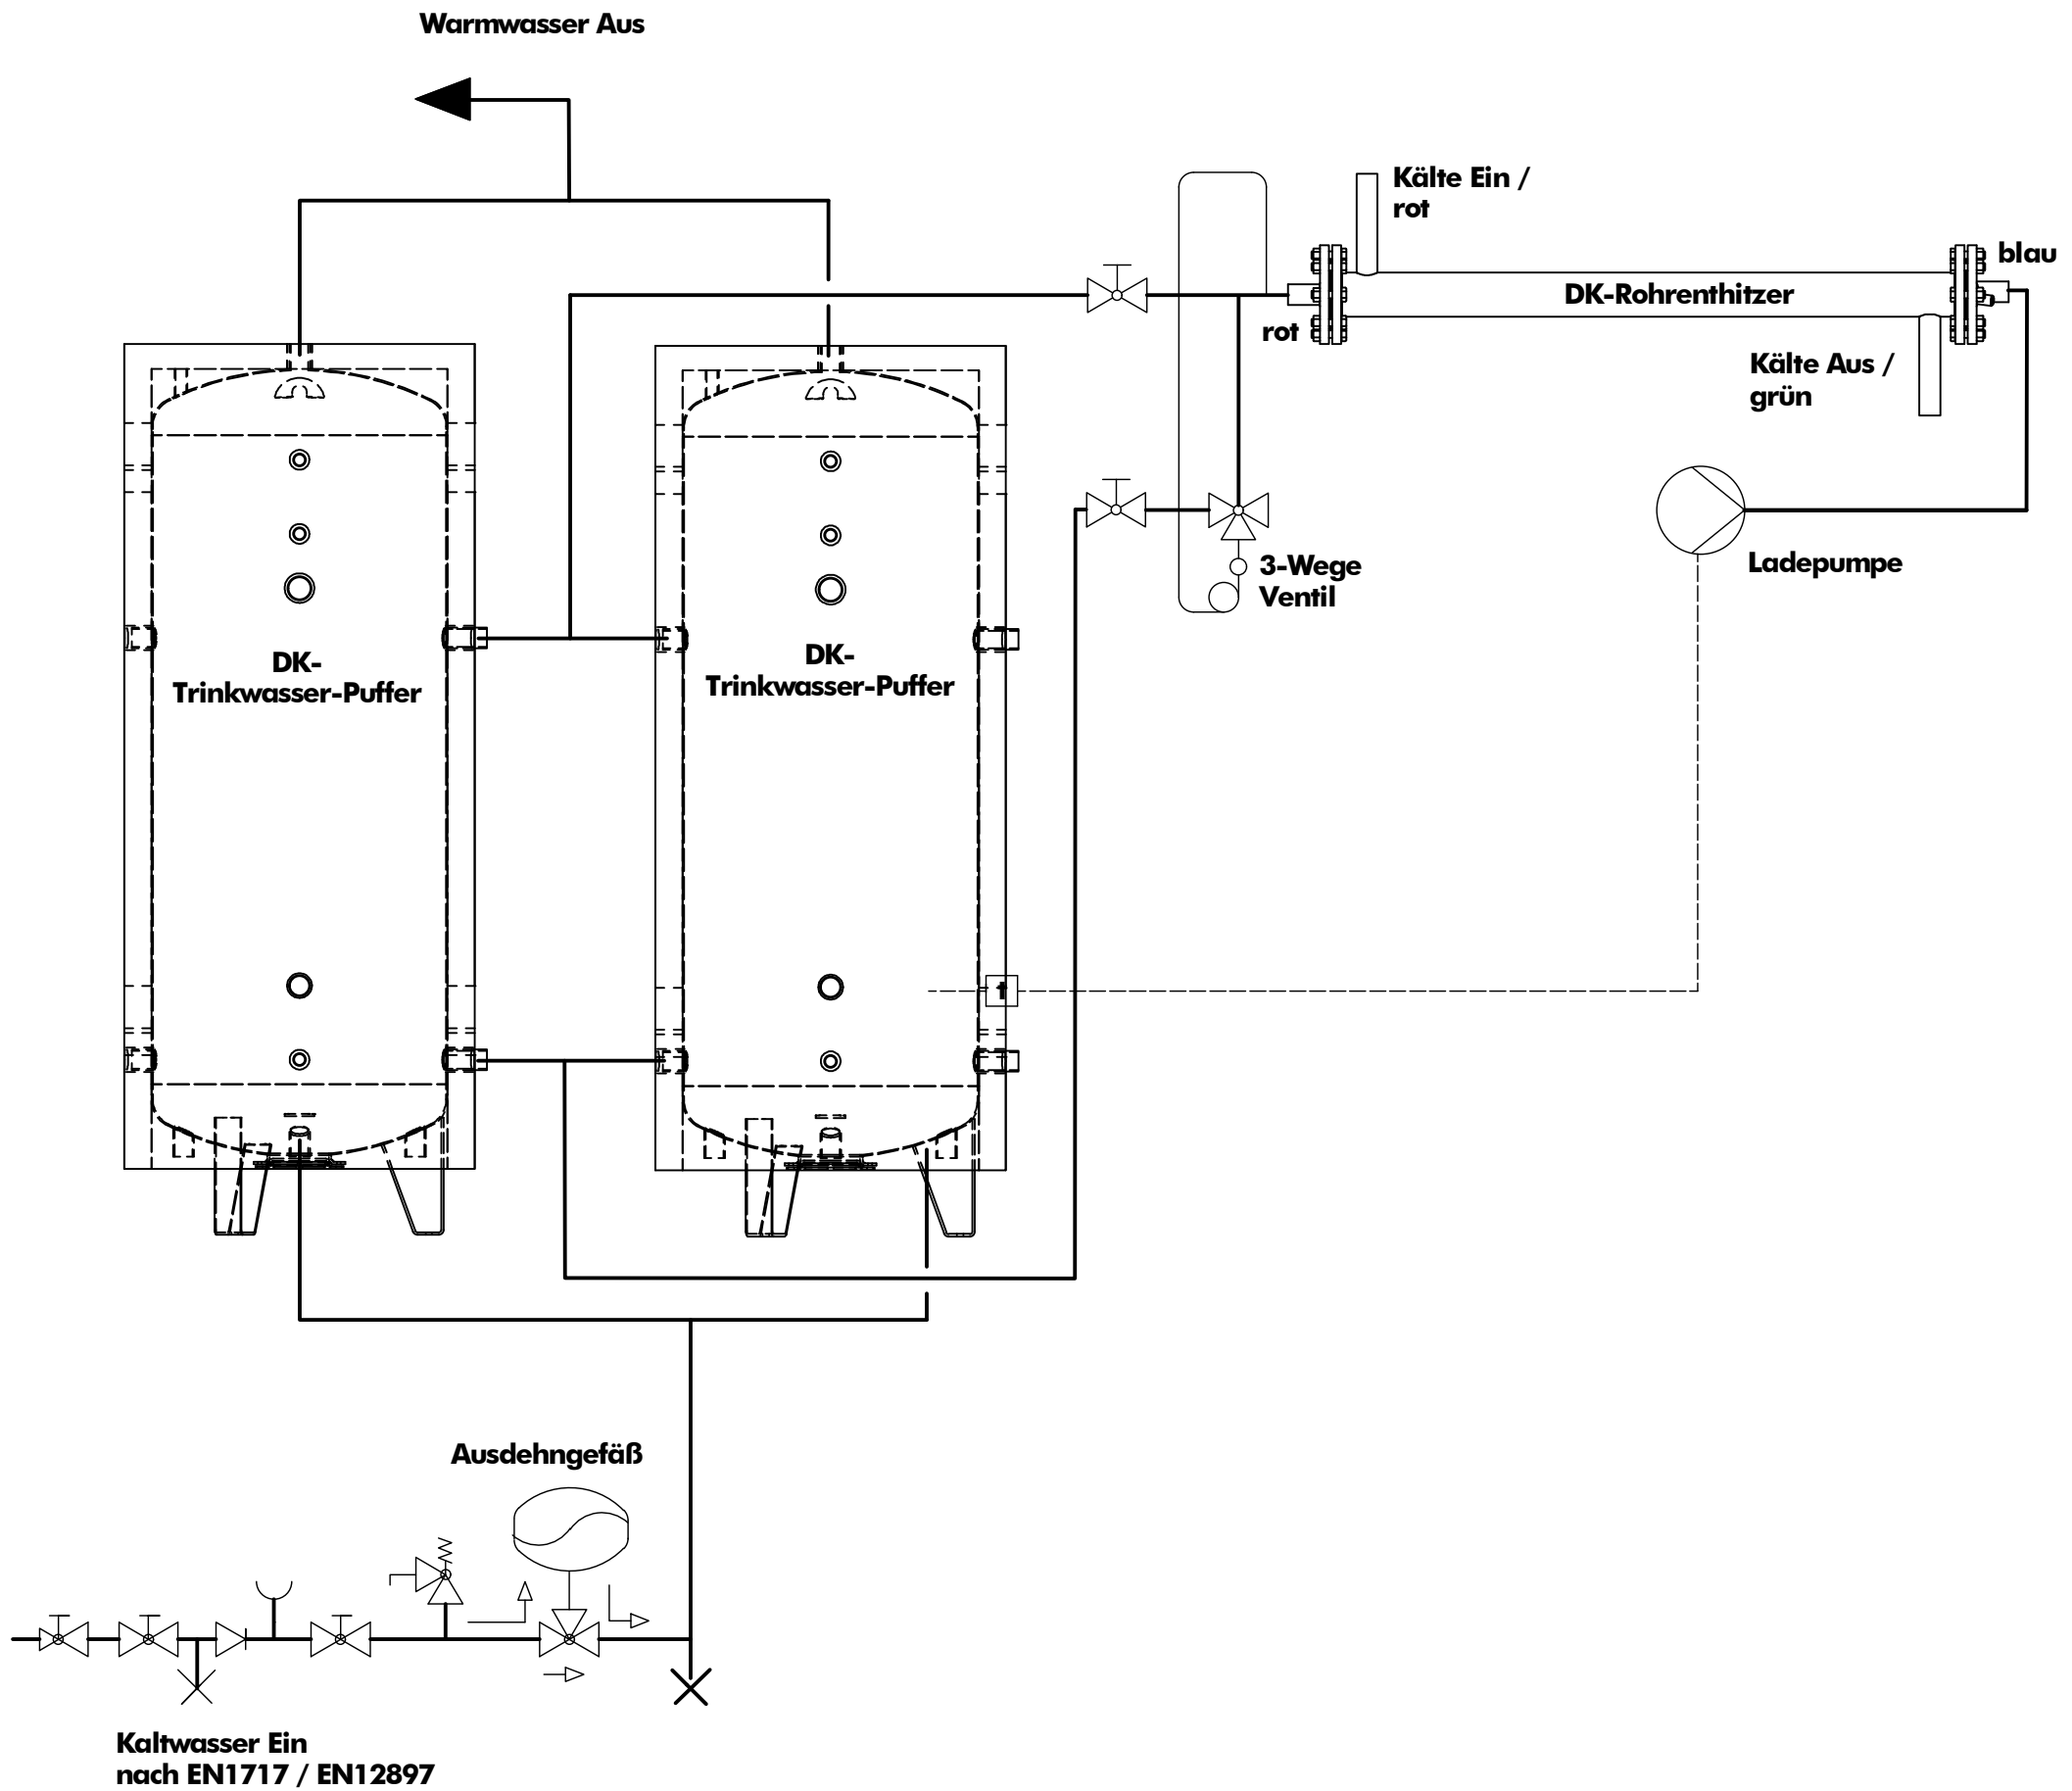 Warmwasser Aus
Kälte Ein /
rot
blau
DK-Rohrenthitzer
rot
Kälte Aus /
grün
Ladepumpe
3-Wege
Ventil
DK-
Trinkwasser-Puffer
DK-
Trinkwasser-Puffer
t
Ausdehngefäß
Kaltwasser Ein
nach EN1717 / EN12897